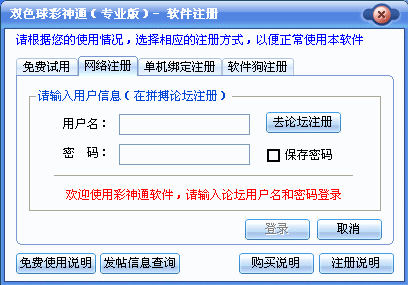 双色球彩神通(专业版)- 软件注册
请根据您的使用情况，选择相应的注册方式，以便正常使用本软件
免费试用 网络注册 单机绑定注册 软件狗注册
请输入用户信息(在拼搏论坛注册)
用户名： 去论坛注册
密 码： 保存密码
欢迎使用彩神通软件，请输入论坛用户名和密码登录
登录 取消
免费使用说明 发帖信息查询 购买说明 注册说明